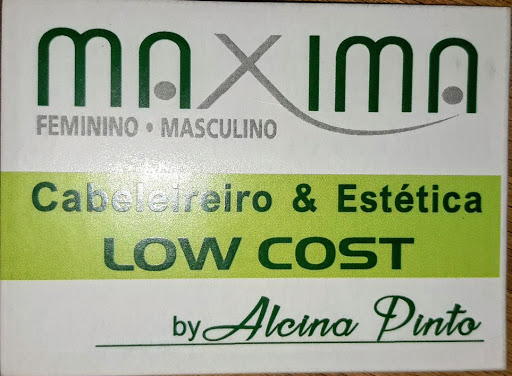 MAXIMA
FEMININO • MASCULINO
Cabeleireiro & Estética
LOW COST
by Alcina Pinto